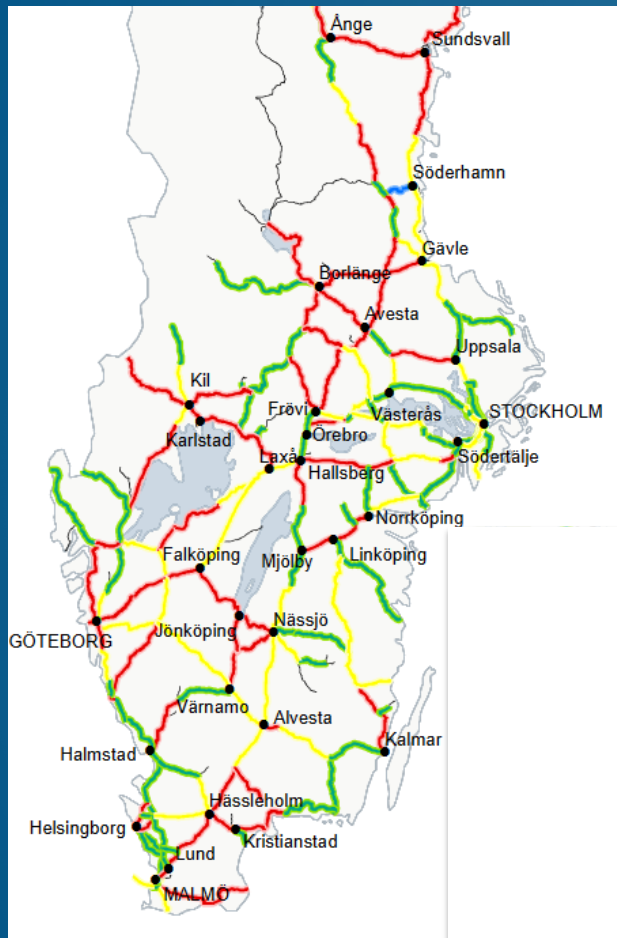 Ånge
Sundsvall
Söderhamn
Gävle
Borlänge
Avesta
Uppsala
Kil
Frövi
Västerås
STOCKHOLM
Karlstad
Örebro
Södertälje
Laxå
Hallsberg
Norrköping
Falköping
Mjölby
Linköping
GÖTEBORG
Jönköping
Nässjö
Värnamo
Alvesta
Halmstad
Kalmar
Hässleholm
Helsingborg
Kristianstad
Lund
MALMÖ